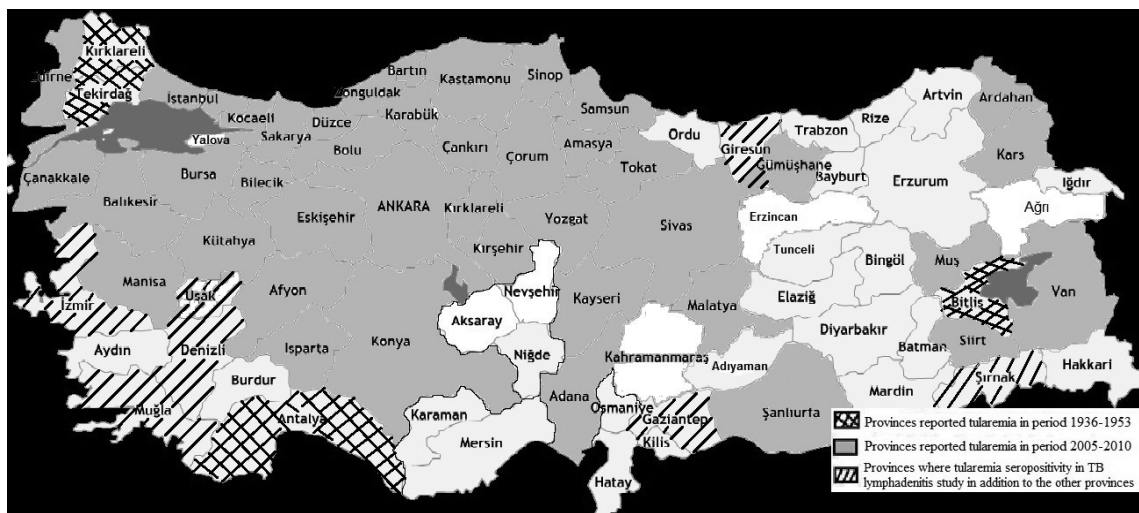 Kırklareli
Edirne
Tekirdağ
İstanbul
Kocaeli
Yalova
Sakarya
Düzce
Zonguldak
Bartın
Karabük
Kastamonu
Sinop
Samsun
Ordu
Giresun
Trabzon
Rize
Artvin
Ardahan
Kars
Iğdır
Ağrı
Çanakkale
Balıkesir
Bursa
Bilecik
Bolu
Çankırı
Çorum
Amasya
Tokat
Gümüşhane
Bayburt
Erzurum
Erzincan
Tunceli
Bingöl
Muş
Bitlis
Van
Kütahya
Eskişehir
ANKARA
Kırklareli
Kırşehir
Yozgat
Sivas
Manisa
İzmir
Uşak
Afyon
Aydın
Denizli
Isparta
Burdur
Muğla
Antalya
Konya
Aksaray
Nevşehir
Niğde
Kayseri
Malatya
Elazığ
Diyarbakır
Batman
Siirt
Şırnak
Hakkari
Mardin
Şanlıurfa
Adıyaman
Kahramanmaraş
Osmaniye
Gaziantep
Kilis
Hatay
Adana
Mersin
Karaman
Provinces reported tularemia in period 1936-1953
Provinces reported tularemia in period 2005-2010
Provinces where tularemia seropositivity in TB
lymphadenitis study in addition to the other provinces